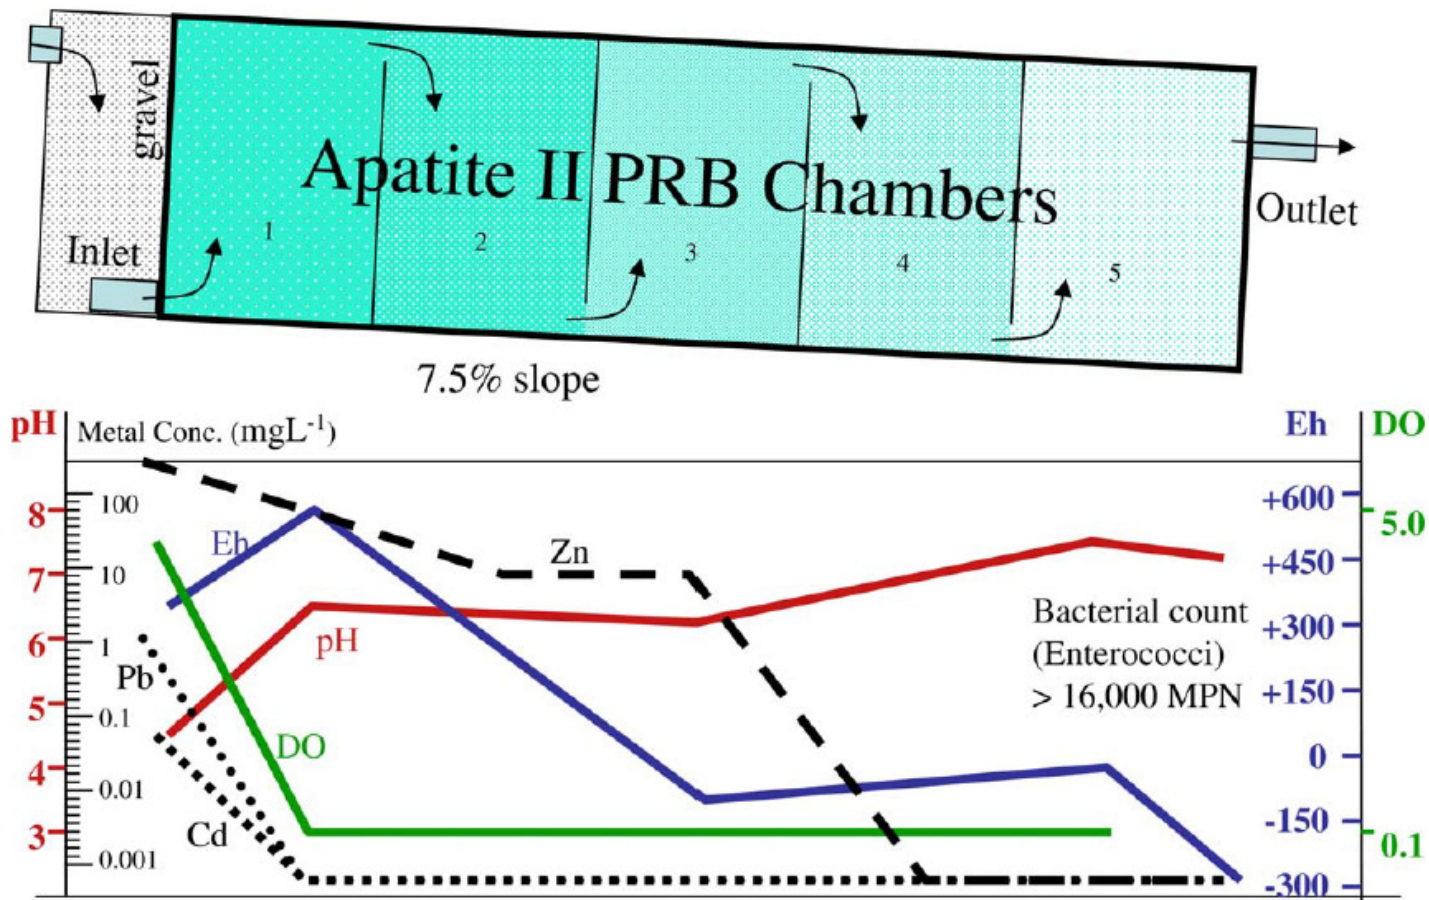 gravel
Apatite II PRB Chambers
Inlet
1
2
3
4
5
Outlet
7.5% slope
pH
Metal Conc. (mgL-1)
Eh
DO
8
7
6
5
4
3
100
10
1
0.1
0.01
0.001
Eh
Zn
pH
Pb
DO
Cd
Bacterial count
(Enterococci)
> 16,000 MPN
+600
+450
+300
+150
0
-150
-300
5.0
0.1